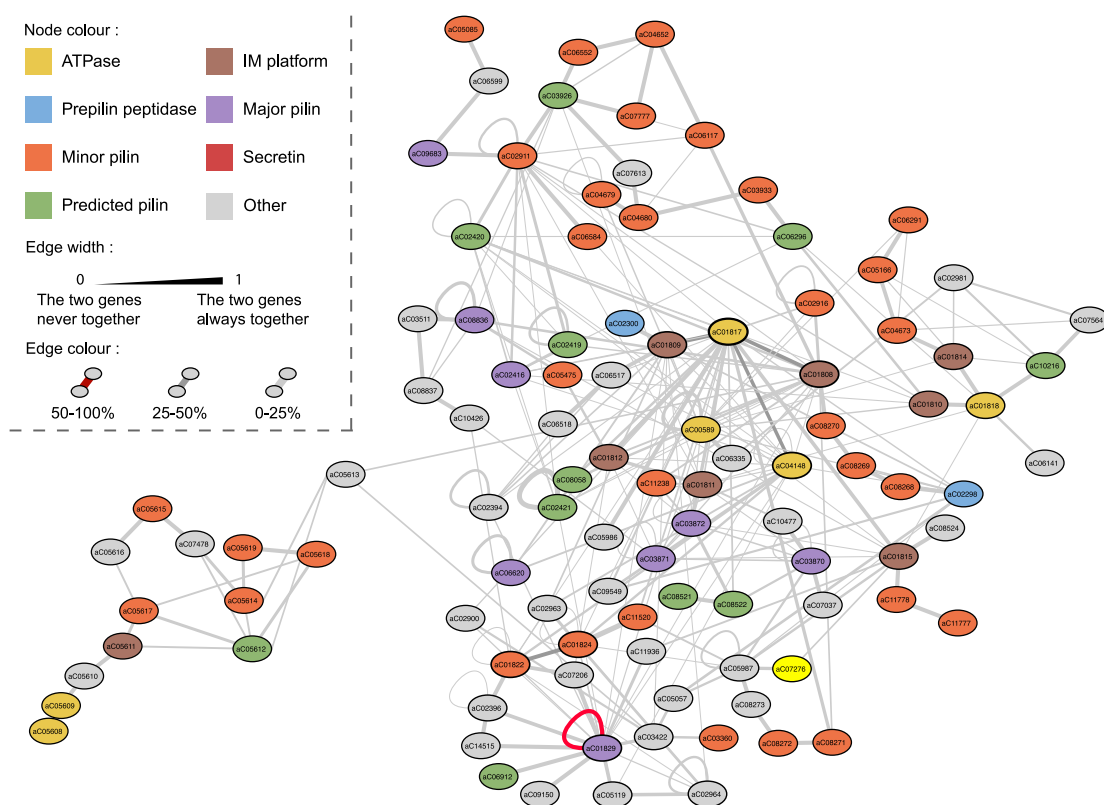 Node colour :
ATPase
IM platform
Prepilin peptidase
Major pilin
Minor pilin
Secretin
Predicted pilin
Other
Edge width :
0
1
The two genes
never together
The two genes
always together
Edge colour :
50-100%
25-50%
0-25%
aC05085
aC04652
aC06552
aC06599
aC03926
aC07777
aC06117
aC09683
aC02911
aC07613
aC04679
aC03933
aC04680
aC06291
aC02420
aC06584
aC06296
aC05166
aC02981
aC02916
aC03511
aC08836
aC02300
aC01817
aC07564
aC04673
aC02419
aC01809
aC01814
aC10216
aC02416
aC05475
aC06517
aC01808
aC08837
aC01810
aC01818
aC10426
aC06518
aC00589
aC08270
aC01812
aC06335
aC04148
aC08269
aC06141
aC05613
aC08058
aC11238
aC01811
aC08268
aC02298
aC02394
aC02421
aC05615
aC03872
aC10477
aC08524
aC05616
aC07478
aC05619
aC05618
aC05986
aC03871
aC03870
aC01815
aC06620
aC09549
aC08521
aC08522
aC07037
aC11778
aC05617
aC05614
aC02900
aC02963
aC11520
aC11777
aC05611
aC05612
aC01824
aC11936
aC01822
aC05610
aC07206
aC05987
aC07276
aC05609
aC02396
aC05057
aC08273
aC05608
aC14515
aC01829
aC03422
aC03360
aC08272
aC08271
aC06912
aC09150
aC05119
aC02964